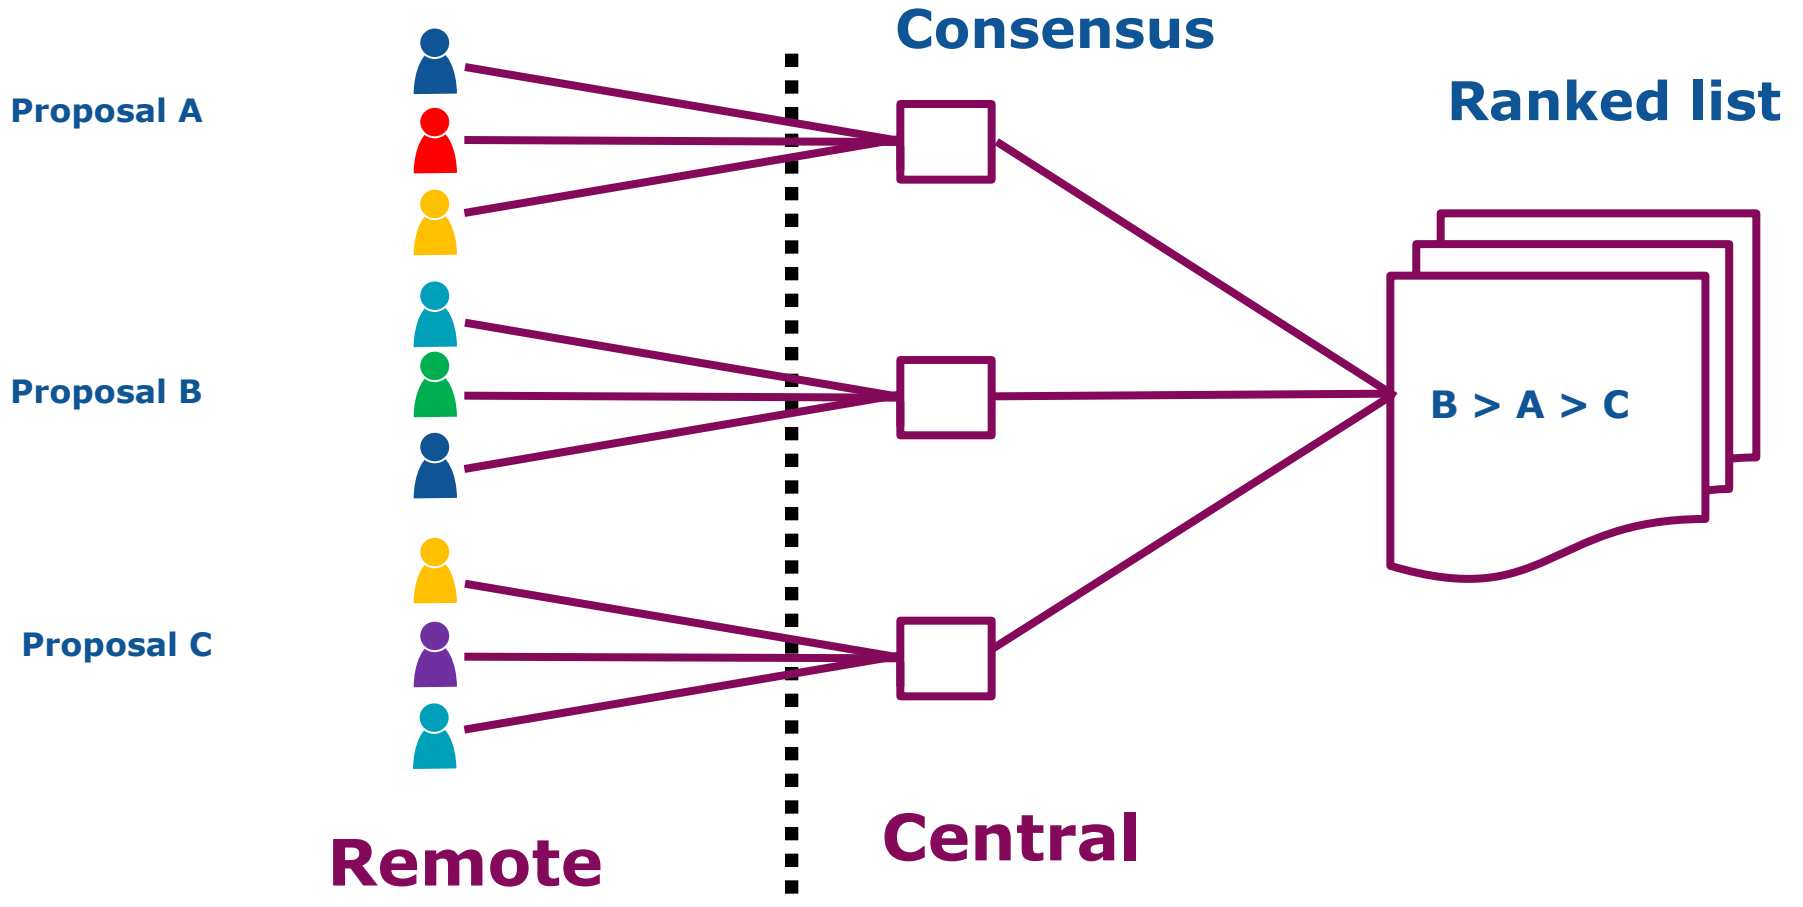 Consensus
Ranked list
Proposal A
Proposal B
B > A > C
Proposal C
Central
Remote